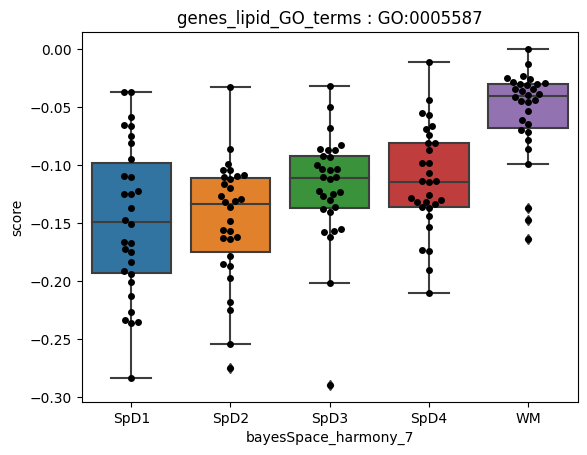 genes_lipid_GO_terms : GO:0005587
0.00
−0.05
−0.10
−0.15
−0.20
−0.25
−0.30
score
SpD1 SpD2 SpD3 SpD4 WM
bayesSpace_harmony_7